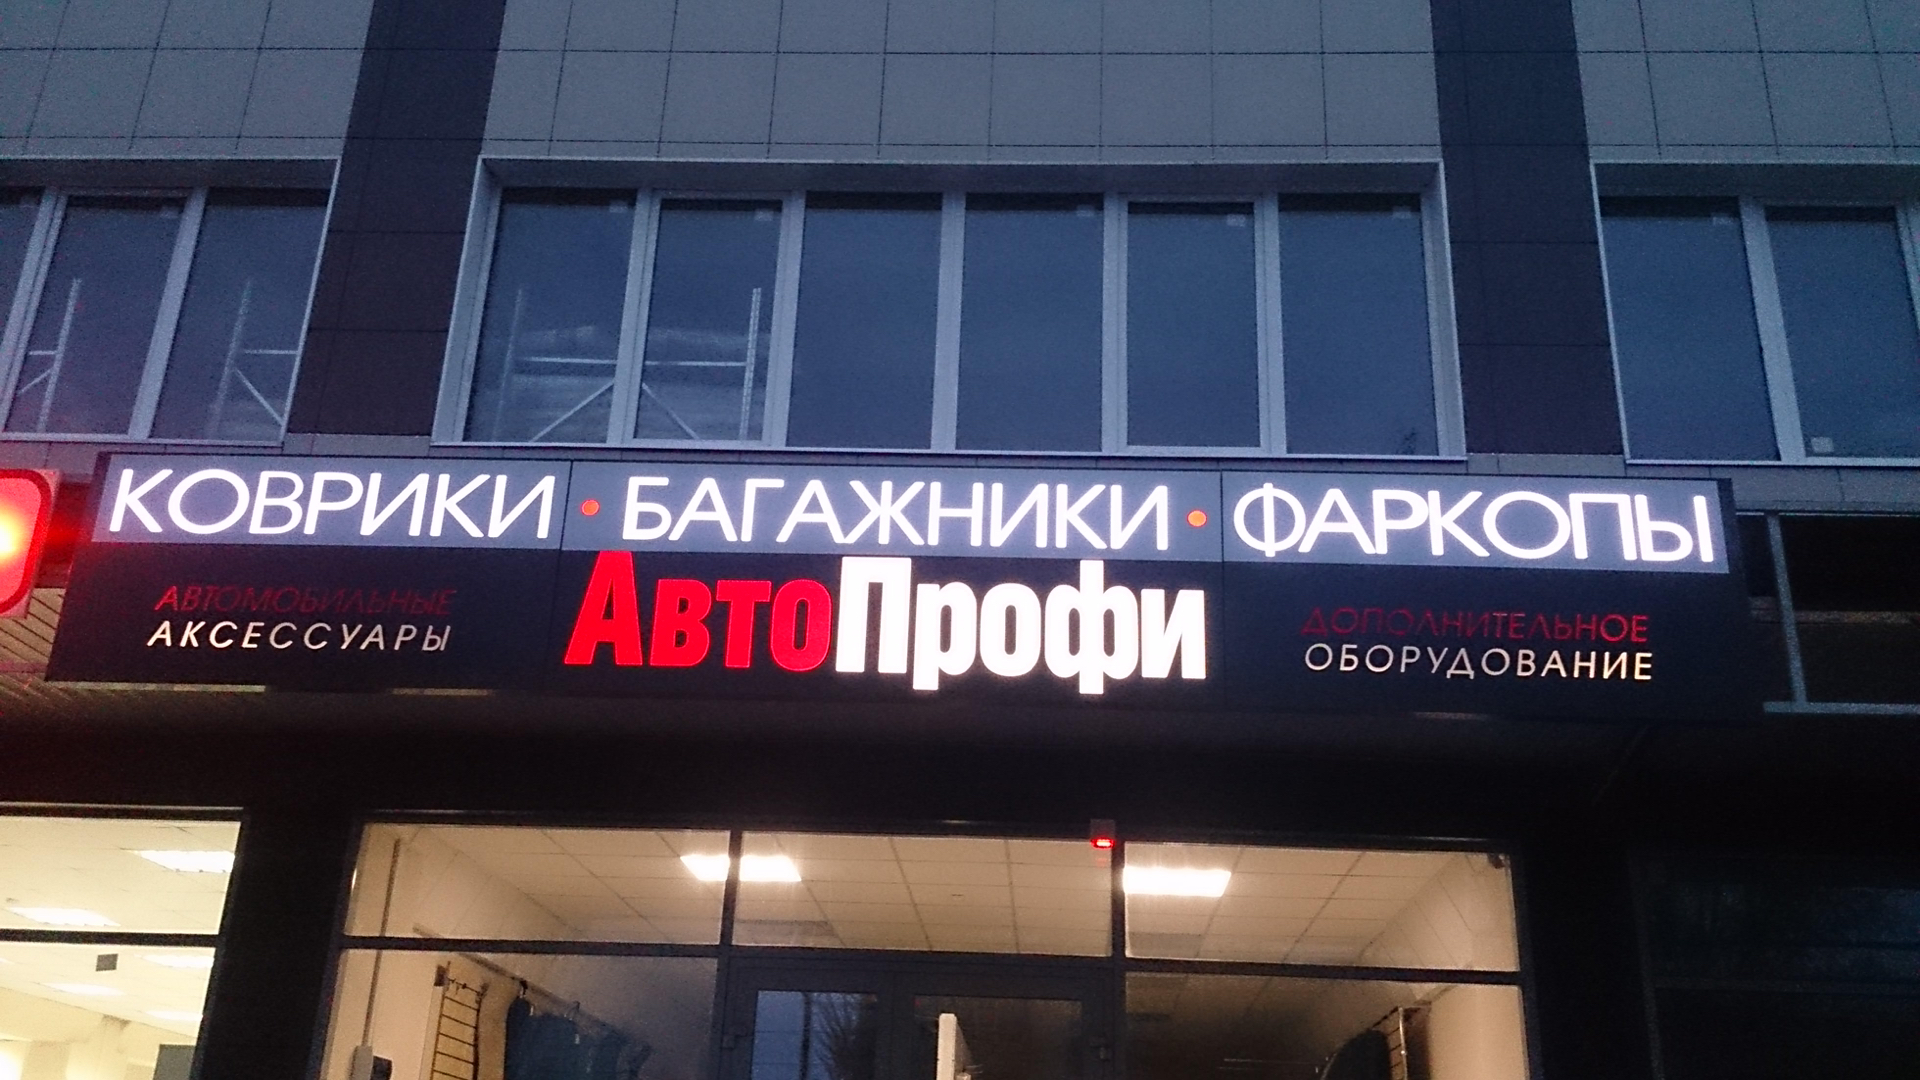 КОВРИКИ • БАГАЖНИКИ • ФАРКОПЫ
АвтоПрофи
АВТОМОБИЛЬНЫЕ
АКСЕССУАРЫ
ДОПОЛНИТЕЛЬНОЕ
ОБОРУДОВАНИЕ